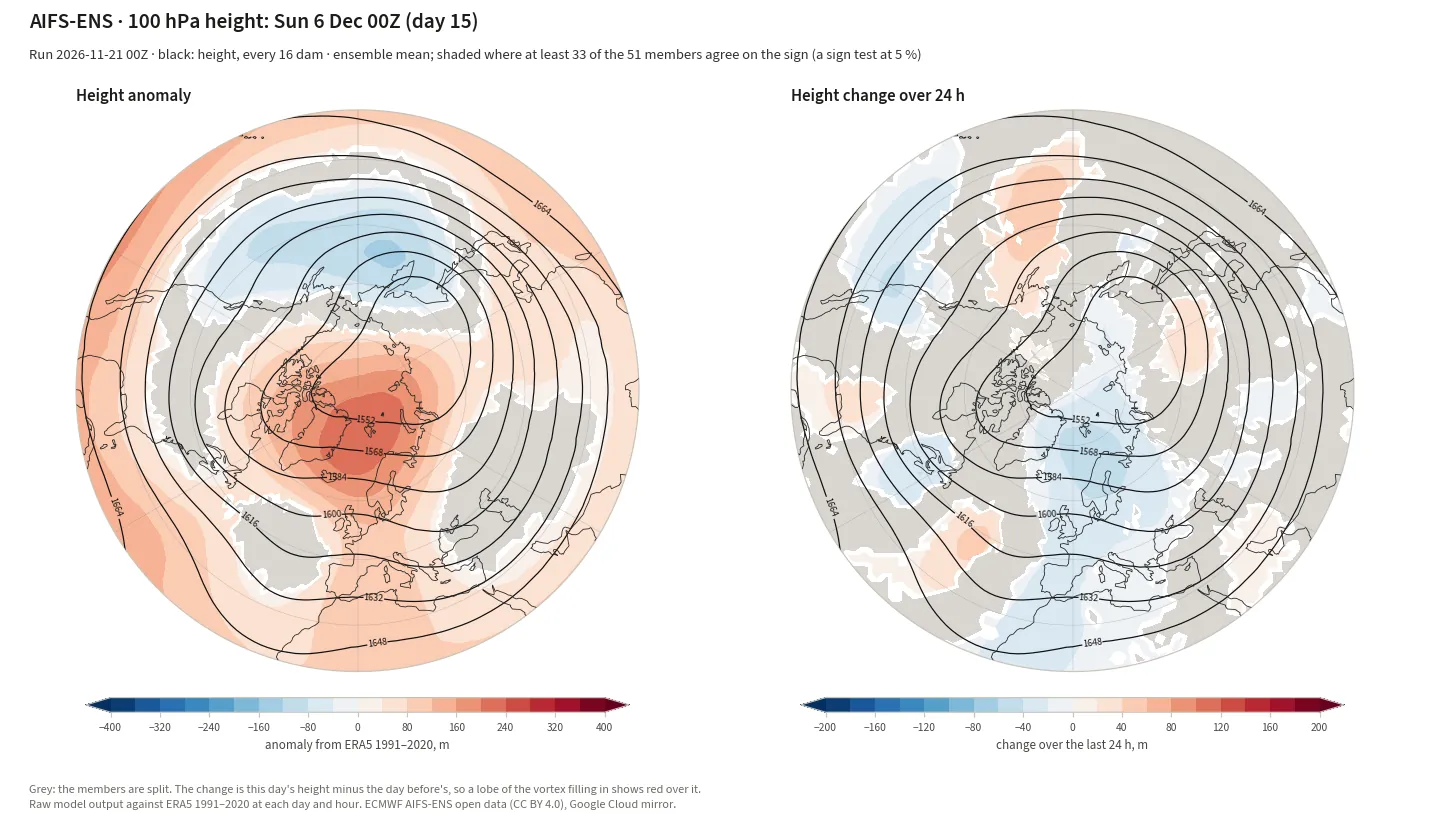 AIFS-ENS · 100 hPa height: Sun 6 Dec 00Z (day 15)
Run 2026-11-21 00Z · black: height, every 16 dam · ensemble mean; shaded where at least 33 of the 51 members agree on the sign (a sign test at 5 %)
Height anomaly
Height change over 24 h
1664
1552
1568
1584
1600
1616
1664
1632
1648
1664
1552
1568
1584
1600
1616
1664
1632
1648
−400 −320 −240 −160 −80 0 80 160 240 320 400
anomaly from ERA5 1991–2020, m
−200 −160 −120 −80 −40 0 40 80 120 160 200
change over the last 24 h, m
Grey: the members are split. The change is this day's height minus the day before's, so a lobe of the vortex filling in shows red over it.
Raw model output against ERA5 1991–2020 at each day and hour. ECMWF AIFS-ENS open data (CC BY 4.0), Google Cloud mirror.